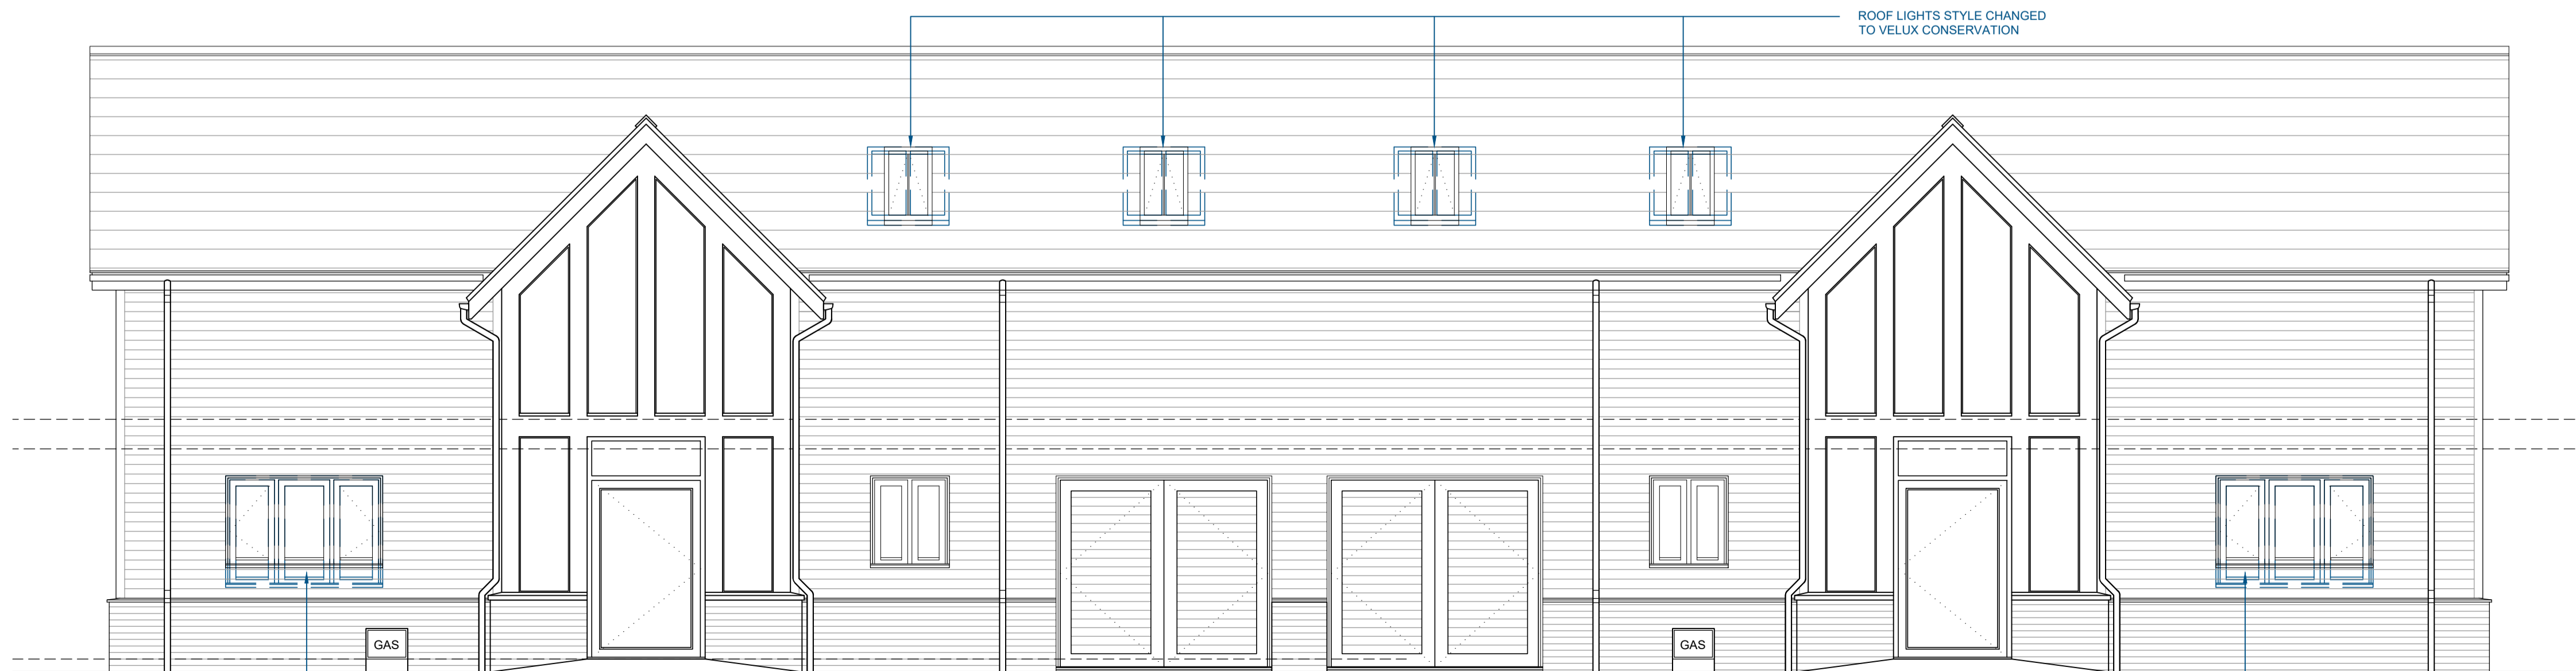 ROOF LIGHTS STYLE CHANGED
TO VELUX CONSERVATION
GAS
GAS